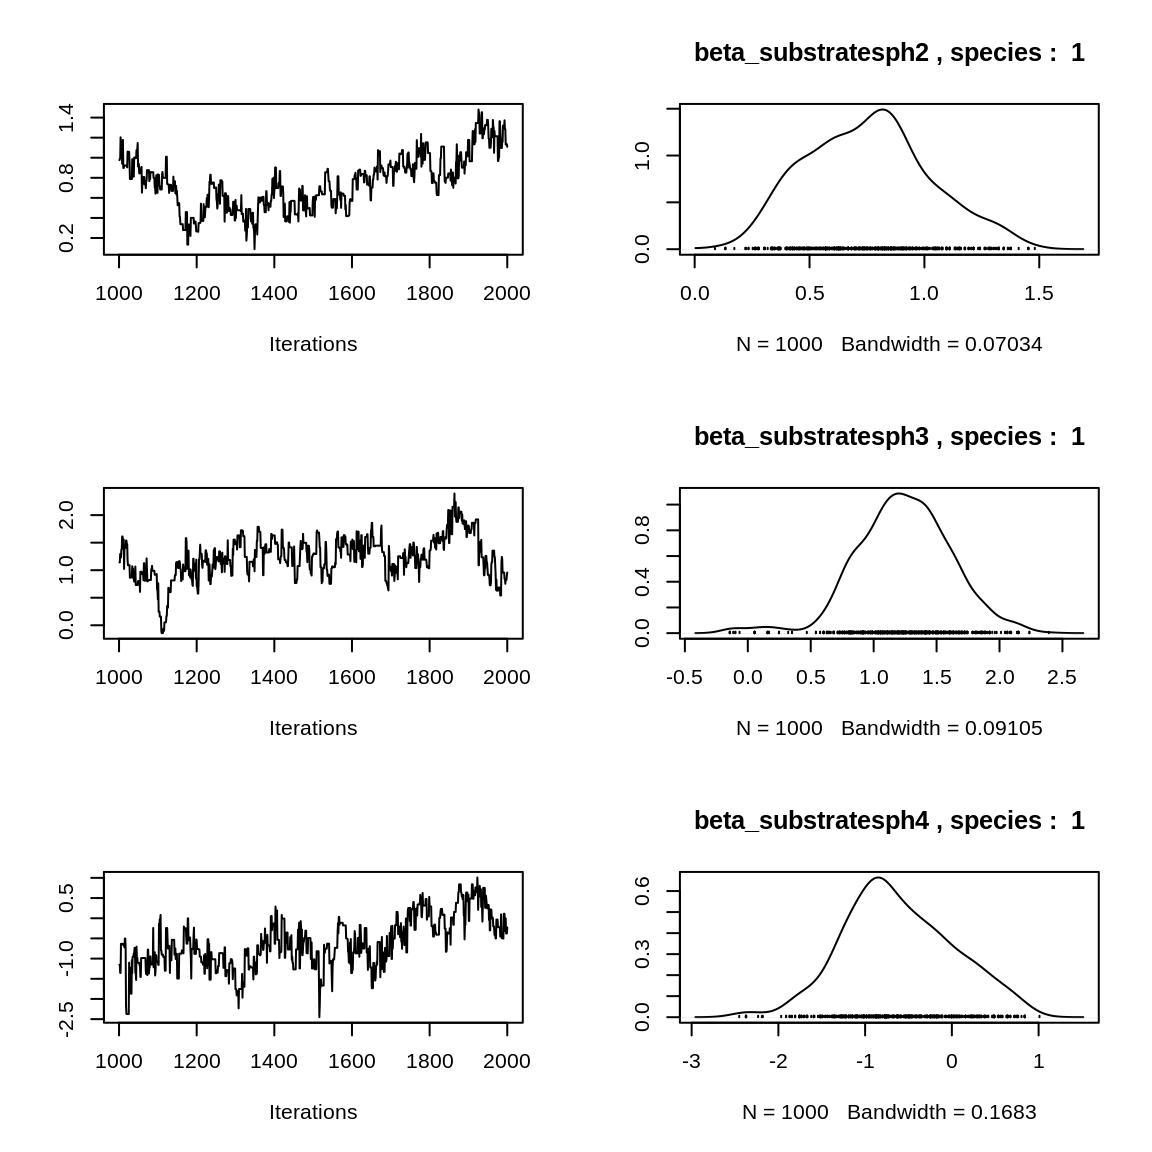 beta_substratesph2 , species :  1
0.2 0.8 1.4
1000 1200 1400 1600 1800 2000
Iterations
0.0 1.0
0.0 0.5 1.0 1.5
N = 1000   Bandwidth = 0.07034
beta_substratesph3 , species :  1
0.0 1.0 2.0
1000 1200 1400 1600 1800 2000
Iterations
0.0 0.4 0.8
-0.5 0.0 0.5 1.0 1.5 2.0 2.5
N = 1000   Bandwidth = 0.09105
beta_substratesph4 , species :  1
-2.5 -1.0 0.5
1000 1200 1400 1600 1800 2000
Iterations
0.0 0.3 0.6
-3 -2 -1 0 1
N = 1000   Bandwidth = 0.1683